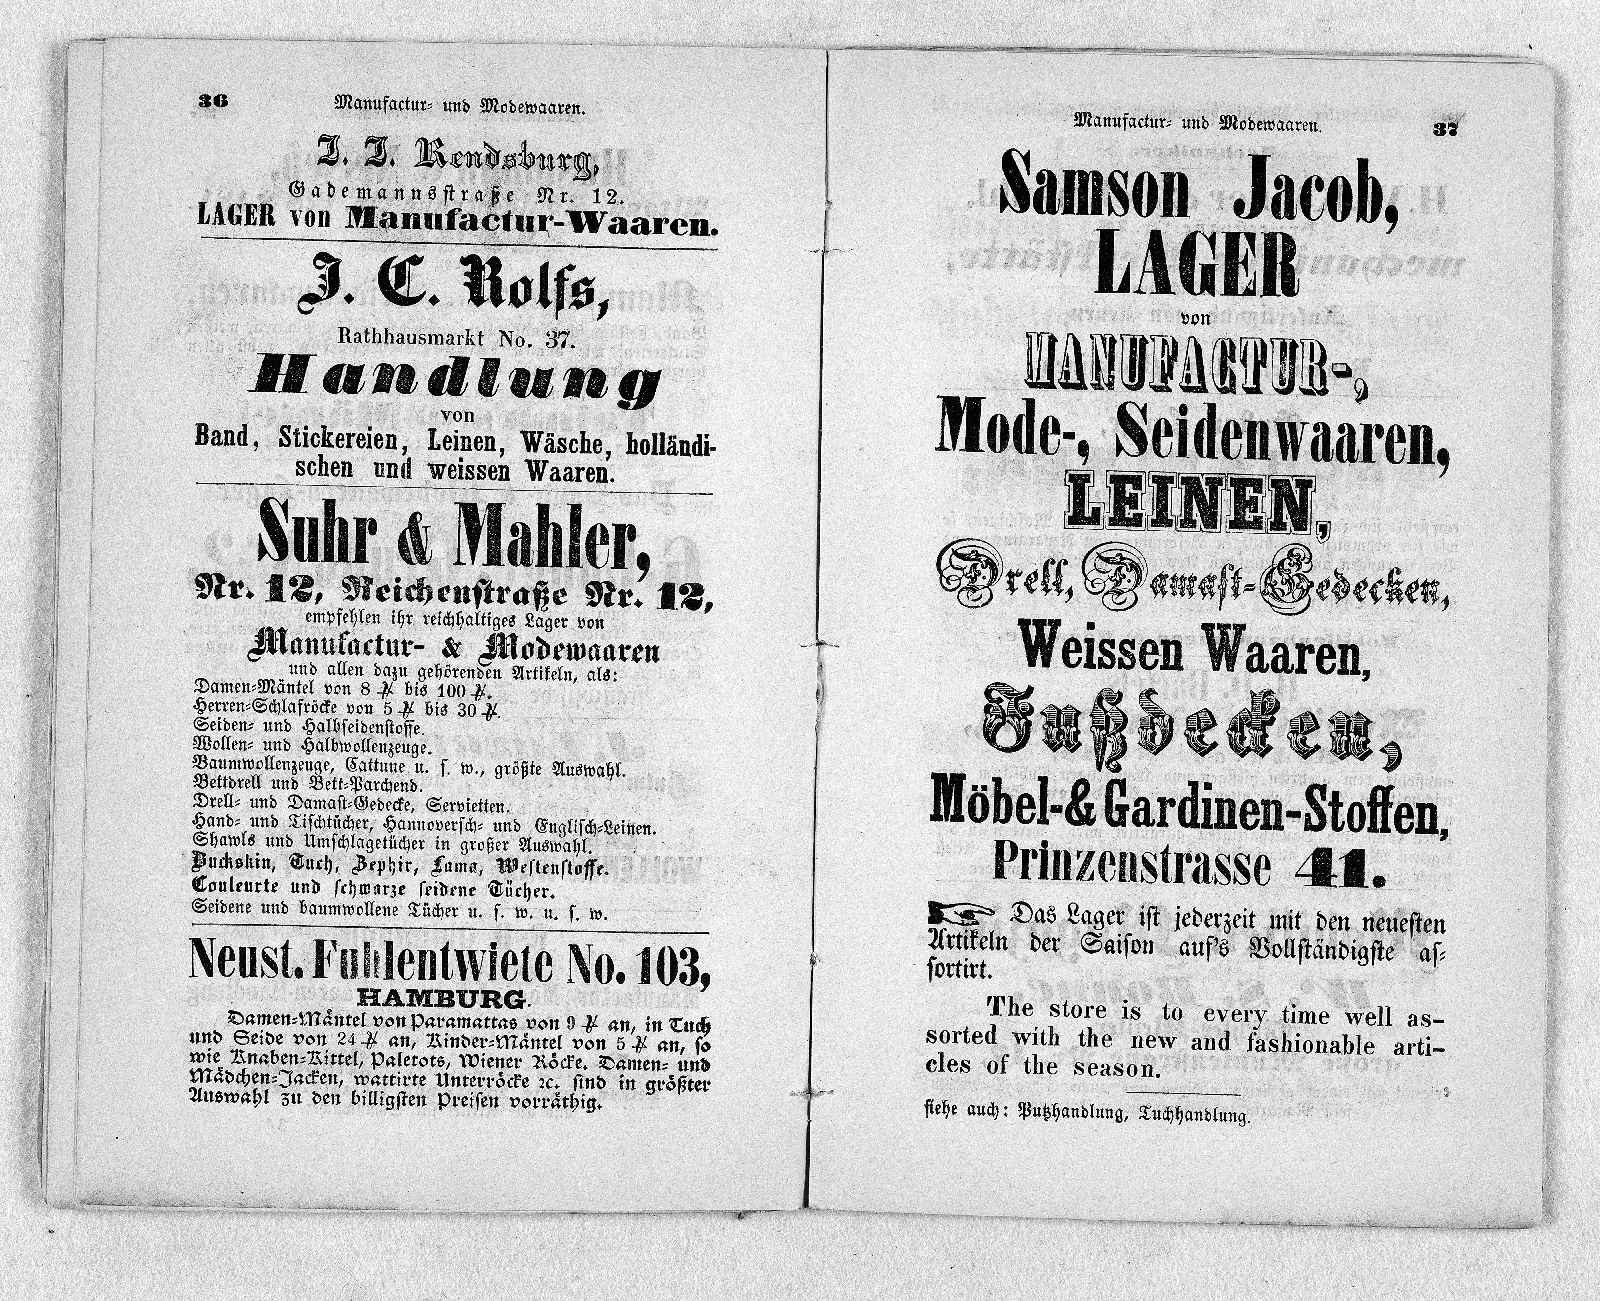 36
Manufactur- und Modewaaren.
J. J. Rendsburg,
Gademannsstraße Nr. 12.
LAGER von Manufactur-Waaren.
J. C. Rolfs,
Rathhausmarkt No. 37.
Handlung
von
Band, Stickereien, Leinen, Wäsche, holländi-
schen und weissen Waaren.
Suhr & Mahler,
Nr. 12, Reichenstraße Nr. 12,
empfehlen ihr reichhaltiges Lager von
Manufactur- & Modewaaren
und allen dazu gehörenden Artikeln, als:
Damen-Mäntel von 8 ₰ bis 100 ₰.
Herren-Schlafröcke von 5 ₰ bis 30 ₰.
Seiden- und Halbseidenstoffe.
Wollen- und Halbwollenzeuge.
Baumwollenzeuge, Cattune u. s. w., größte Auswahl.
Bettdrell und Bett-Parchend.
Drell- und Damast-Gedecke, Servietten.
Hand- und Tischtücher, Hannoversch- und Englisch-Leinen.
Shawls und Umschlagetücher in großer Auswahl.
Buckskin, Tuch, Zephir, Lama, Westenstoffe.
Couleurte und schwarze seidene Tücher.
Seidene und baumwollene Tücher u. s. w. u. s. w.
Neust. Fuhlentwiete No. 103,
HAMBURG.
Damen-Mäntel von Paramattas von 9 ₰ an, in Tuch
und Seide von 24 ₰ an, Kinder-Mäntel von 5 ₰ an, so
wie Knaben-Kittel, Paletots, Wiener Röcke. Damen- und
Mädchen-Jacken, wattirte Unterröcke ꝛc. sind in größter
Auswahl zu den billigsten Preisen vorräthig.
Manufactur- und Modewaaren.
37
Samson Jacob,
LAGER
von
MANUFACTUR-,
Mode-, Seidenwaaren,
LEINEN,
Drell, Damast-Gedecken,
Weissen Waaren,
Fußdecken,
Möbel-& Gardinen-Stoffen,
Prinzenstrasse 41.
☛ Das Lager ist jederzeit mit den neuesten
Artikeln der Saison auf's Vollständigste as-
sortirt.
The store is to every time well as-
sorted with the new and fashionable arti-
cles of the season.
siehe auch: Putzhandlung, Tuchhandlung.